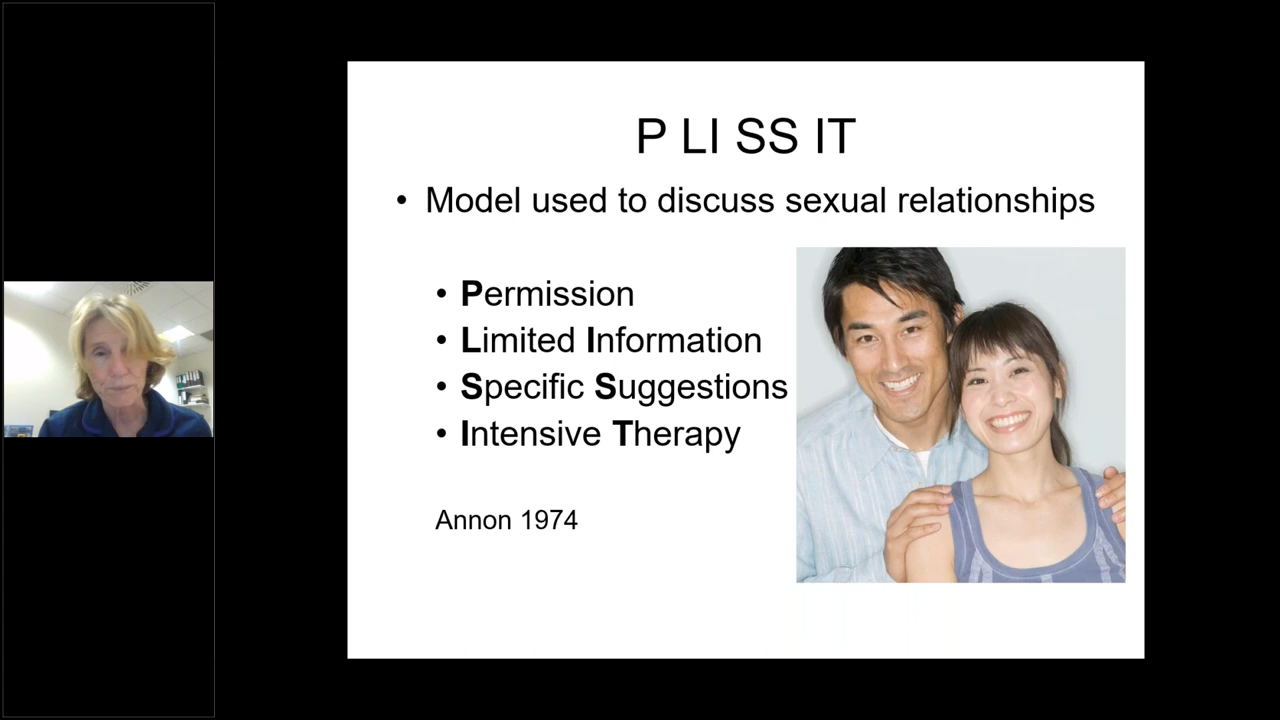 P LI SS IT
• Model used to discuss sexual relationships
• Permission
• Limited Information
• Specific Suggestions
• Intensive Therapy
Annon 1974